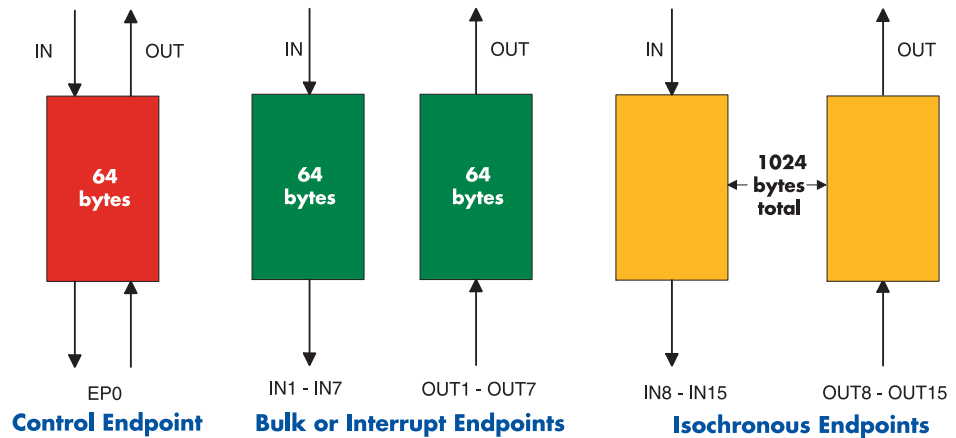 IN
OUT
64
bytes
EP0
Control Endpoint
IN
OUT
64
bytes
64
bytes
IN1 - IN7
OUT1 - OUT7
Bulk or Interrupt Endpoints
IN
OUT
1024
bytes
total
IN8 - IN15
OUT8 - OUT15
Isochronous Endpoints